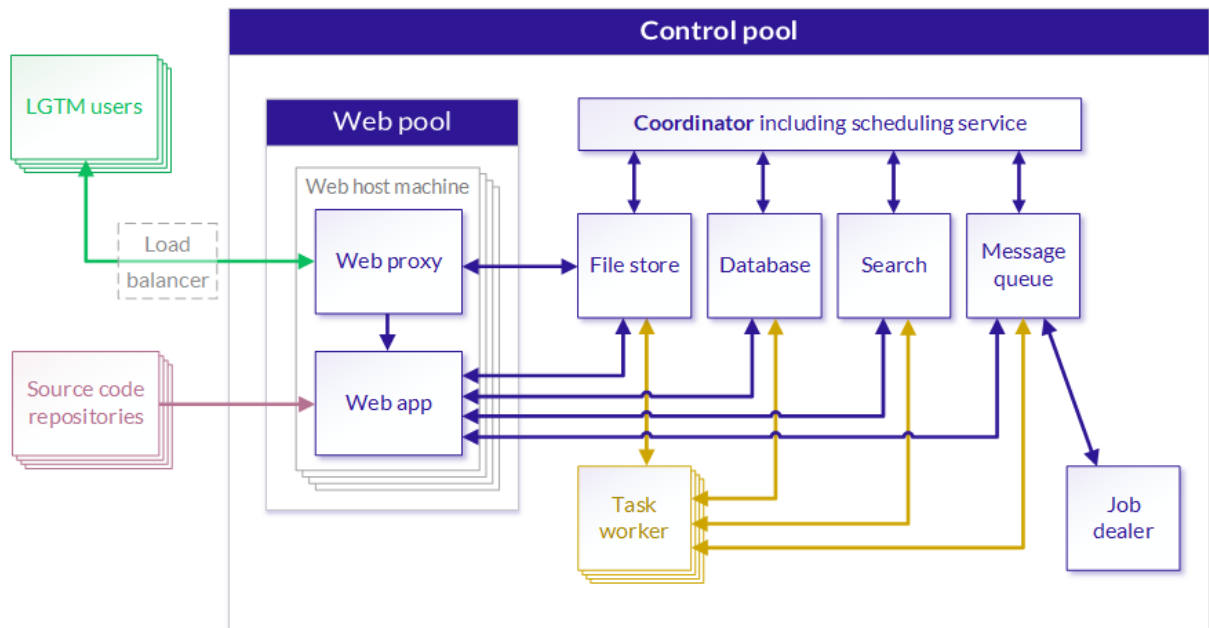 Control pool
LGTM users
Web pool
Coordinator including scheduling service
Web host machine
Load
balancer
Web proxy
File store
Database
Search
Message
queue
Source code
repositories
Web app
Task
worker
Job
dealer